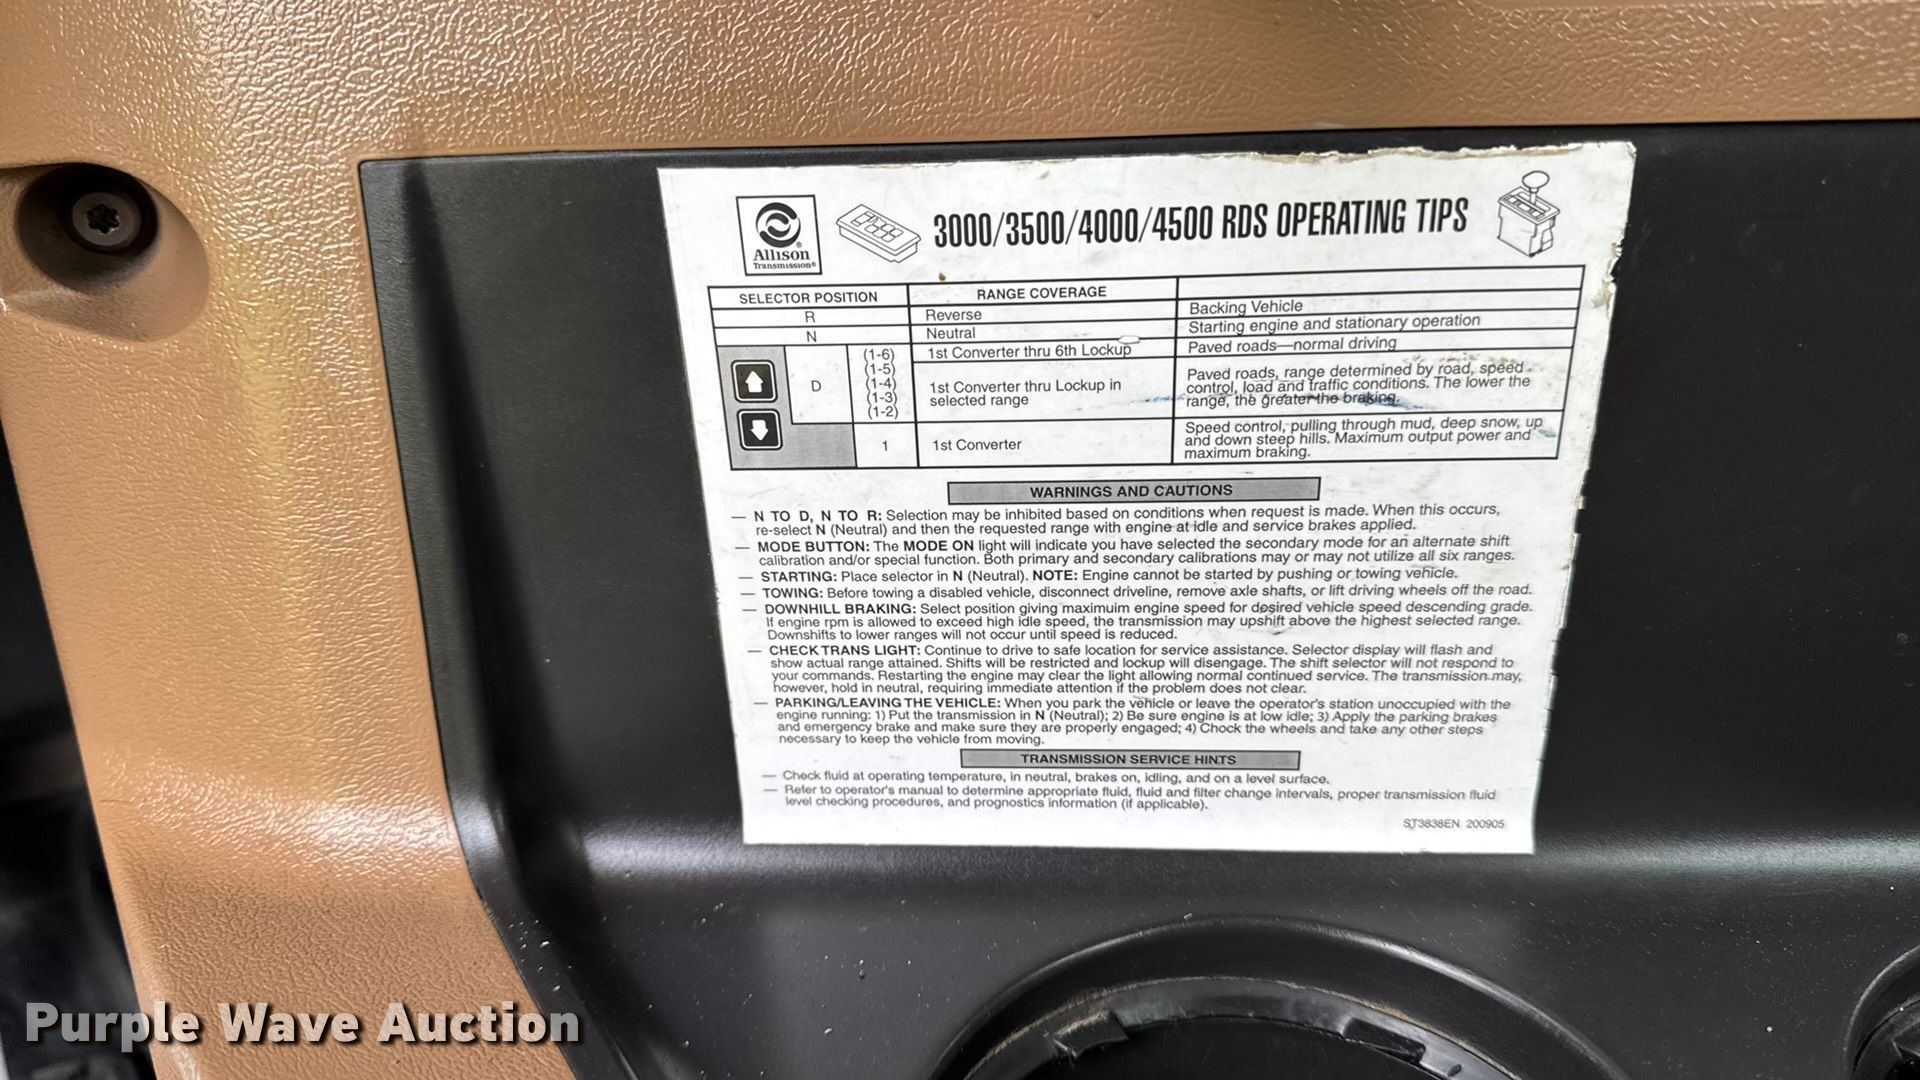 Allison
Transmission®
3000/3500/4000/4500 RDS OPERATING TIPS
SELECTOR POSITION RANGE COVERAGE
R Reverse Backing Vehicle
N Neutral Starting engine and stationary operation
D (1-6) 1st Converter thru 6th Lockup Paved roads—normal driving
(1-5)
(1-4)
(1-3)
(1-2)
1st Converter thru Lockup in
selected range
Paved roads, range determined by road, speed
control, load and traffic conditions. The lower the
range, the greater the braking.
1 1st Converter
Speed control, pulling through mud, deep snow, up
and down steep hills. Maximum output power and
maximum braking.
WARNINGS AND CAUTIONS
— N TO D, N TO R: Selection may be inhibited based on conditions when request is made. When this occurs,
re-select N (Neutral) and then the requested range with engine at idle and service brakes applied.
— MODE BUTTON: The MODE ON light will indicate you have selected the secondary mode for an alternate shift
calibration and/or special function. Both primary and secondary calibrations may or may not utilize all six ranges.
— STARTING: Place selector in N (Neutral). NOTE: Engine cannot be started by pushing or towing vehicle.
— TOWING: Before towing a disabled vehicle, disconnect driveline, remove axle shafts, or lift driving wheels off the road.
— DOWNHILL BRAKING: Select position giving maximuim engine speed for desired vehicle speed descending grade.
If engine rpm is allowed to exceed high idle speed, the transmission may upshift above the highest selected range.
Downshifts to lower ranges will not occur until speed is reduced.
— CHECK TRANS LIGHT: Continue to drive to safe location for service assistance. Selector display will flash and
show actual range attained. Shifts will be restricted and lockup will disengage. The shift selector will not respond to
your commands. Restarting the engine may clear the light allowing normal continued service. The transmission may,
however, hold in neutral, requiring immediate attention if the problem does not clear.
— PARKING/LEAVING THE VEHICLE: When you park the vehicle or leave the operator's station unoccupied with the
engine running: 1) Put the transmission in N (Neutral); 2) Be sure engine is at low idle; 3) Apply the parking brakes
and emergency brake and make sure they are properly engaged; 4) Chock the wheels and take any other steps
necessary to keep the vehicle from moving.
TRANSMISSION SERVICE HINTS
— Check fluid at operating temperature, in neutral, brakes on, idling, and on a level surface.
— Refer to operator's manual to determine appropriate fluid, fluid and filter change intervals, proper transmission fluid
level checking procedures, and prognostics information (if applicable).
ST3838EN 200905
Purple Wave Auction